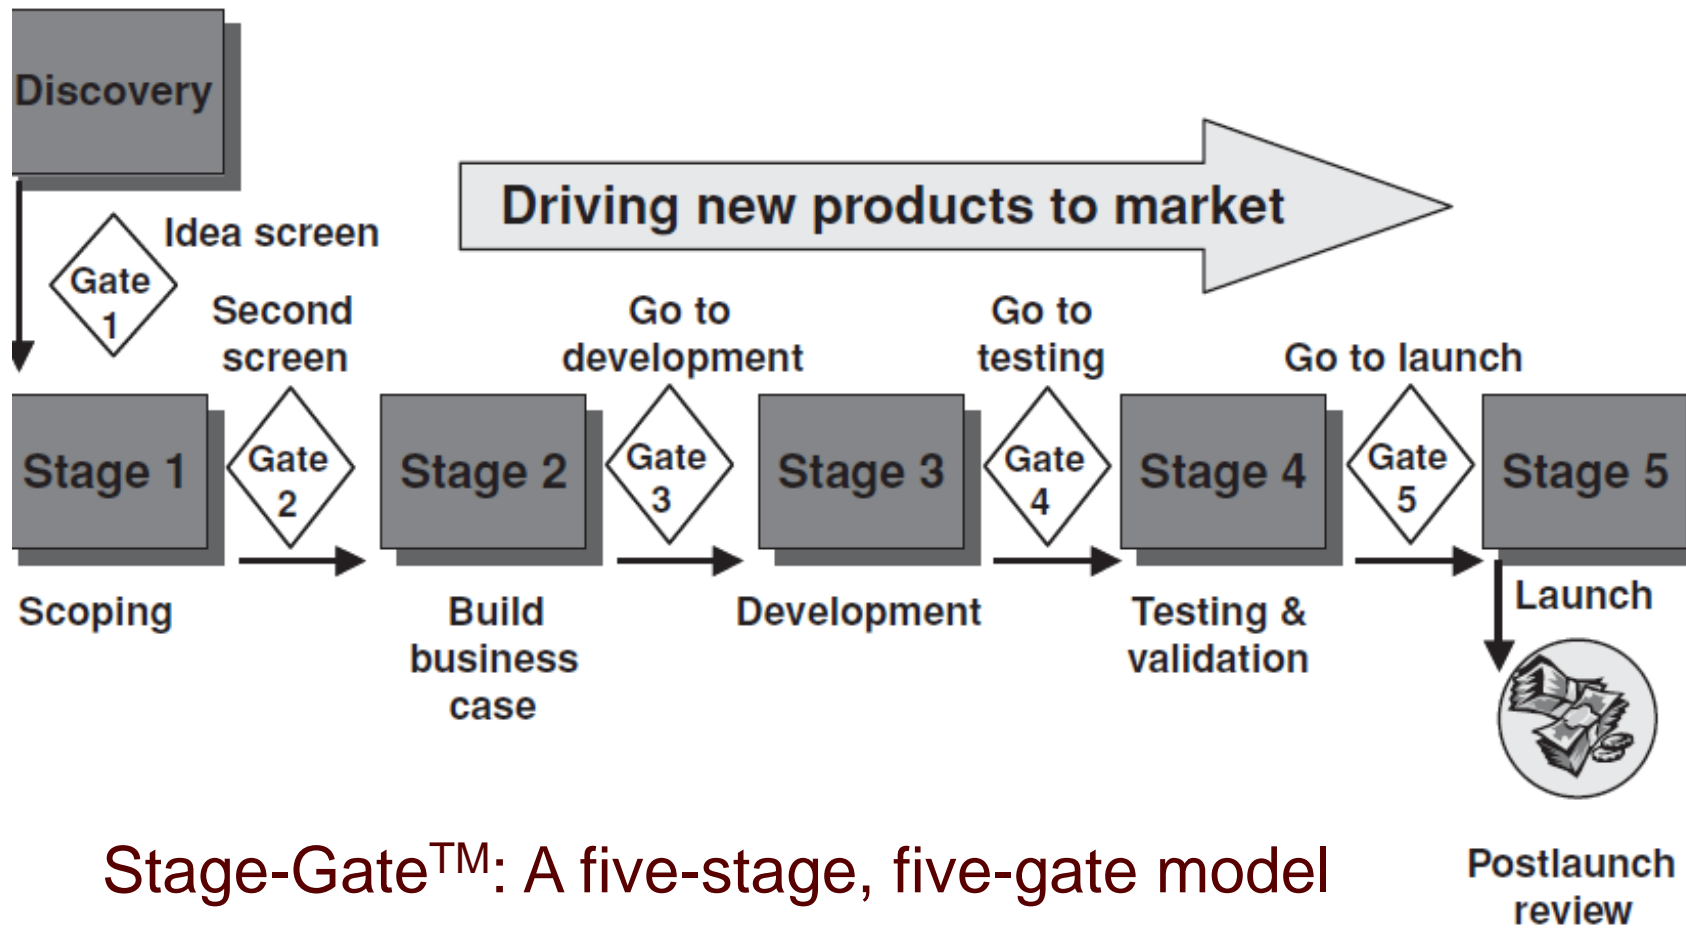 Discovery
Driving new products to market
Idea screen
Gate
1
Second
screen
Go to
development
Go to
testing
Go to launch
Stage 1
Gate
2
Stage 2
Gate
3
Stage 3
Gate
4
Stage 4
Gate
5
Stage 5
Scoping
Build
business
case
Development
Testing &
validation
Launch
Stage-Gate™: A five-stage, five-gate model
Postlaunch
review